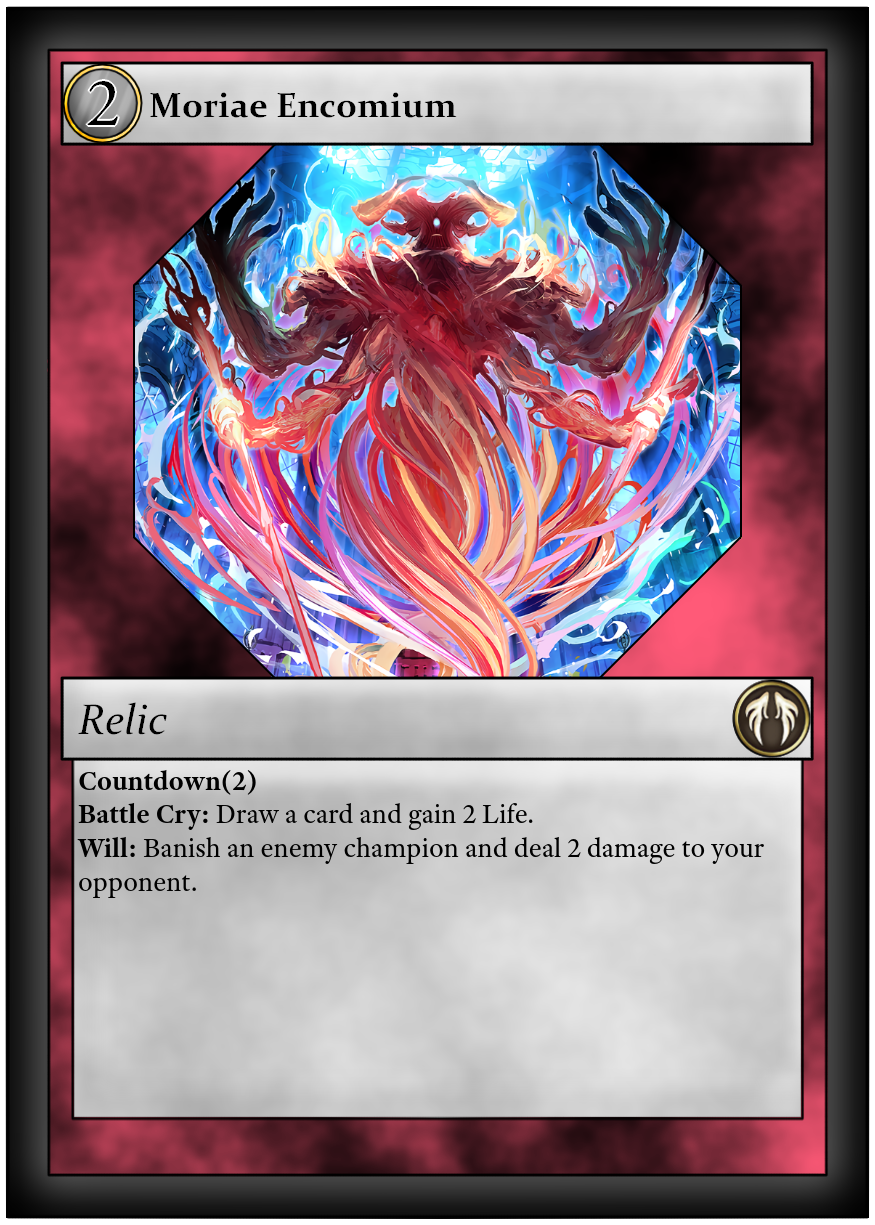 2 Moriae Encomium
Relic
Countdown(2)
Battle Cry: Draw a card and gain 2 Life.
Will: Banish an enemy champion and deal 2 damage to your
opponent.